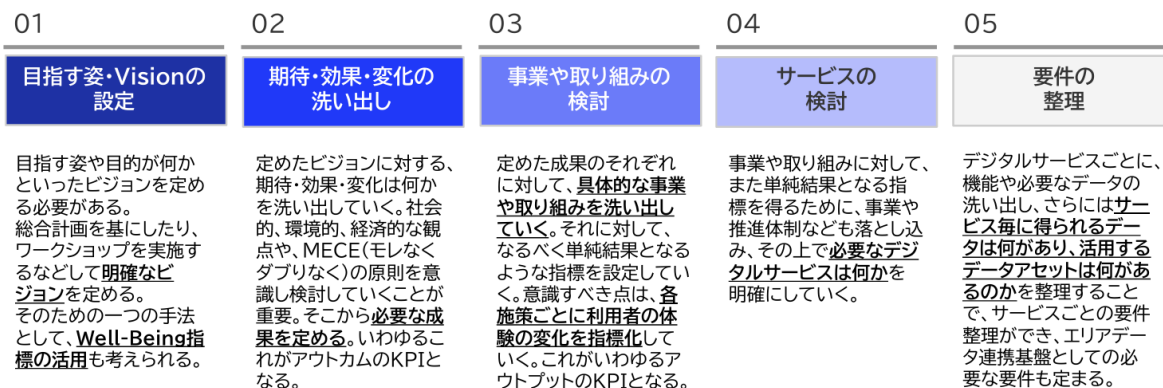 01
目指す姿・Visionの
設定
目指す姿や目的が何か
といったビジョンを定め
る必要がある。
総合計画を基にしたり、
ワークショップを実施す
るなどして明確なビ
ジョンを定める。
そのための一つの手法
として、Well-Being指
標の活用も考えられる。
02
期待・効果・変化の
洗い出し
定めたビジョンに対する、
期待・効果・変化は何か
を洗い出していく。社会
的、環境的、経済的な観
点や、MECE(モレなく
ダブりなく)の原則を意
識し検討していくことが
重要。そこから必要な成
果を定める。いわゆるこ
れがアウトカムのKPIと
なる。
03
事業や取り組みの
検討
定めた成果のそれぞれ
に対して、具体的な事業
や取り組みを洗い出し
ていく。それに対して、
なるべく単純結果となる
ような指標を設定してい
く。意識すべき点は、各
施策ごとに利用者の体
験の変化を指標化して
いく。これがいわゆるア
ウトプットのKPIとなる。
04
サービスの
検討
事業や取り組みに対して、
また単純結果となる指
標を得るために、事業や
推進体制なども落とし込
み、その上で必要なデジ
タルサービスは何かを
明確にしていく。
05
要件の
整理
デジタルサービスごとに、
機能や必要なデータの
洗い出し、さらにはサー
ビス毎に得られるデー
タは何があり、活用する
データアセットは何があ
るのかを整理すること
で、サービスごとの要件
整理ができ、エリアデー
タ連携基盤としての必
要な要件も定まる。